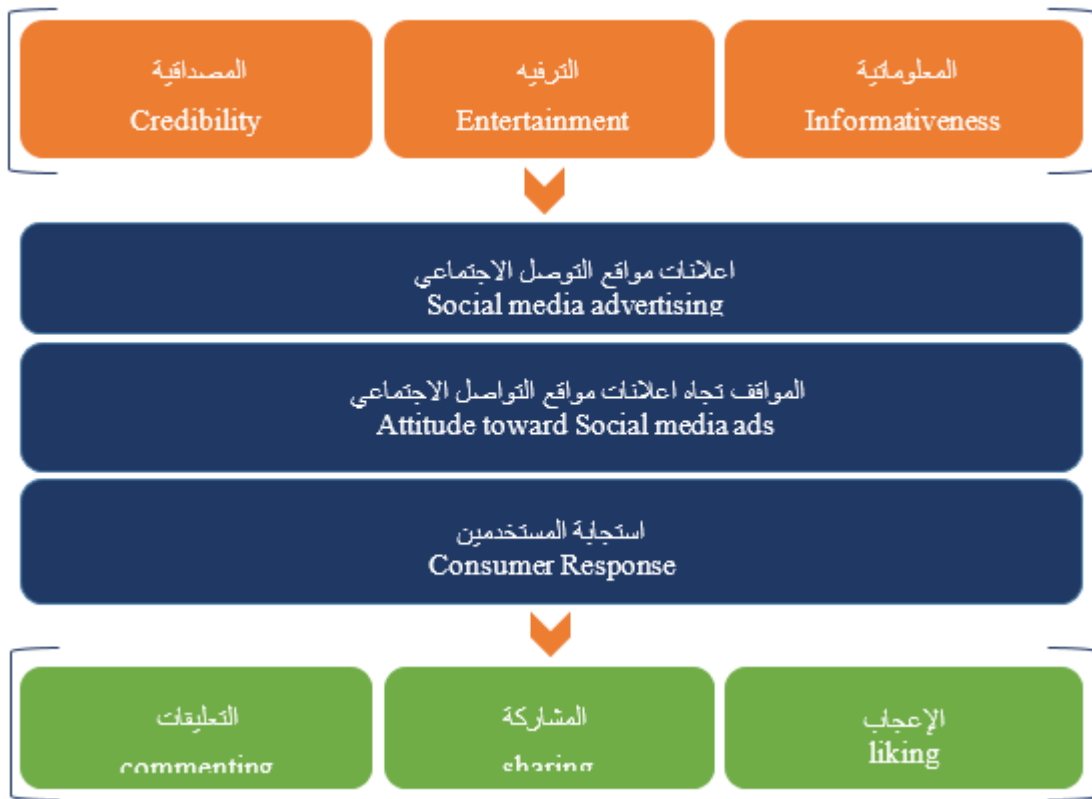 المصداقية
Credibility
الترفيه
Entertainment
المعلوماتية
Informativeness
اعلانات مواقع التوصل الاجتماعي
Social media advertising
المواقف تجاه اعلانات مواقع التواصل الاجتماعي
Attitude toward Social media ads
استجابة المستخدمين
Consumer Response
التعليقات
commenting
المشاركة
sharing
الإعجاب
liking